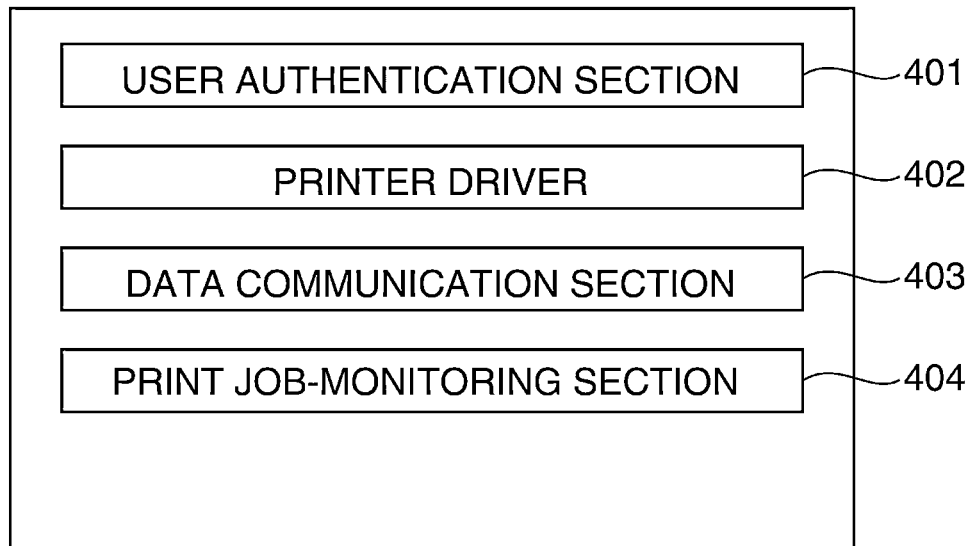 USER AUTHENTICATION SECTION 401
PRINTER DRIVER 402
DATA COMMUNICATION SECTION 403
PRINT JOB-MONITORING SECTION 404